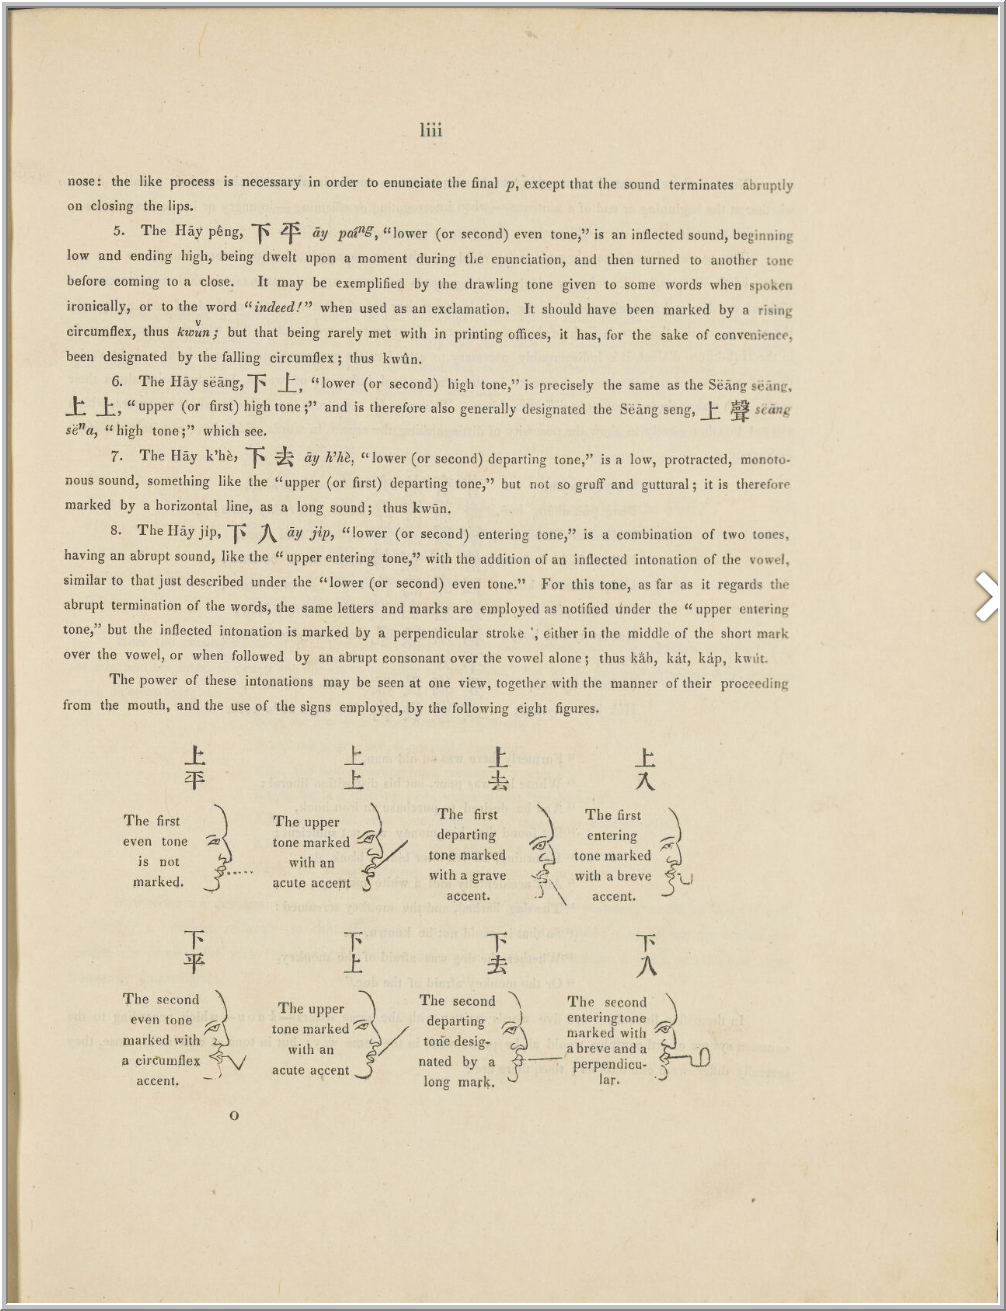 liii
nose: the like process is necessary in order to enunciate the final p, except that the sound terminates abruptly
on closing the lips.
5. The Hāy pêng, 下平 āy paîng, “lower (or second) even tone,” is an inflected sound, beginning
low and ending high, being dwelt upon a moment during the enunciation, and then turned to another tone
before coming to a close. It may be exemplified by the drawling tone given to some words when spoken
ironically, or to the word “indeed!” when used as an exclamation. It should have been marked by a rising
circumflex, thus kwǔn; but that being rarely met with in printing offices, it has, for the sake of convenience,
been designated by the falling circumflex; thus kwûn.
6. The Hāy sëāng, 下上, “lower (or second) high tone,” is precisely the same as the Sëāng sëāng,
上上, “upper (or first) high tone;” and is therefore also generally designated the Sëāng seng, 上聲 sëāng
sëⁿa, “high tone;” which see.
7. The Hāy k’hè, 下去 āy k’hè, “lower (or second) departing tone,” is a low, protracted, monoto-
nous sound, something like the “upper (or first) departing tone,” but not so gruff and guttural; it is therefore
marked by a horizontal line, as a long sound; thus kwūn.
8. The Hāy ji̍p, 下入 āy ji̍p, “lower (or second) entering tone,” is a combination of two tones,
having an abrupt sound, like the “upper entering tone,” with the addition of an inflected intonation of the vowel,
similar to that just described under the “lower (or second) even tone.” For this tone, as far as it regards the
abrupt termination of the words, the same letters and marks are employed as notified under the “upper entering
tone,” but the inflected intonation is marked by a perpendicular stroke ', either in the middle of the short mark
over the vowel, or when followed by an abrupt consonant over the vowel alone; thus kă̍h, ka̍t, ka̍p, kwu̍t.
The power of these intonations may be seen at one view, together with the manner of their proceeding
from the mouth, and the use of the signs employed, by the following eight figures.
上平
The first
even tone
is not
marked.
上上
The upper
tone marked
with an
acute accent
上去
The first
departing
tone marked
with a grave
accent.
上入
The first
entering
tone marked
with a breve
accent.
下平
The second
even tone
marked with
a circumflex
accent.
下上
The upper
tone marked
with an
acute accent
下去
The second
departing
tone desig-
nated by a
long mark.
下入
The second
entering tone
marked with
a breve and a
perpendicu-
lar.
O